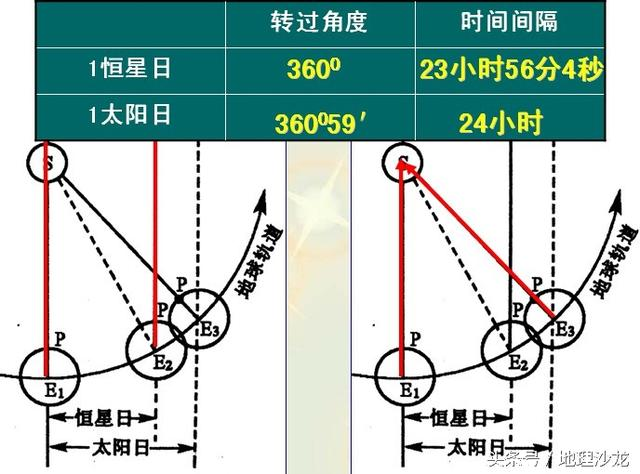 转过角度 时间间隔
1恒星日 360⁰ 23小时56分4秒
1太阳日 360⁰59′ 24小时
S
P
P
P
E₁
E₂
E₃
地球轨道
恒星日
太阳日
S
P
P
P
E₁
E₂
E₃
地球轨道
恒星日
太阳日
头条号/地理沙龙